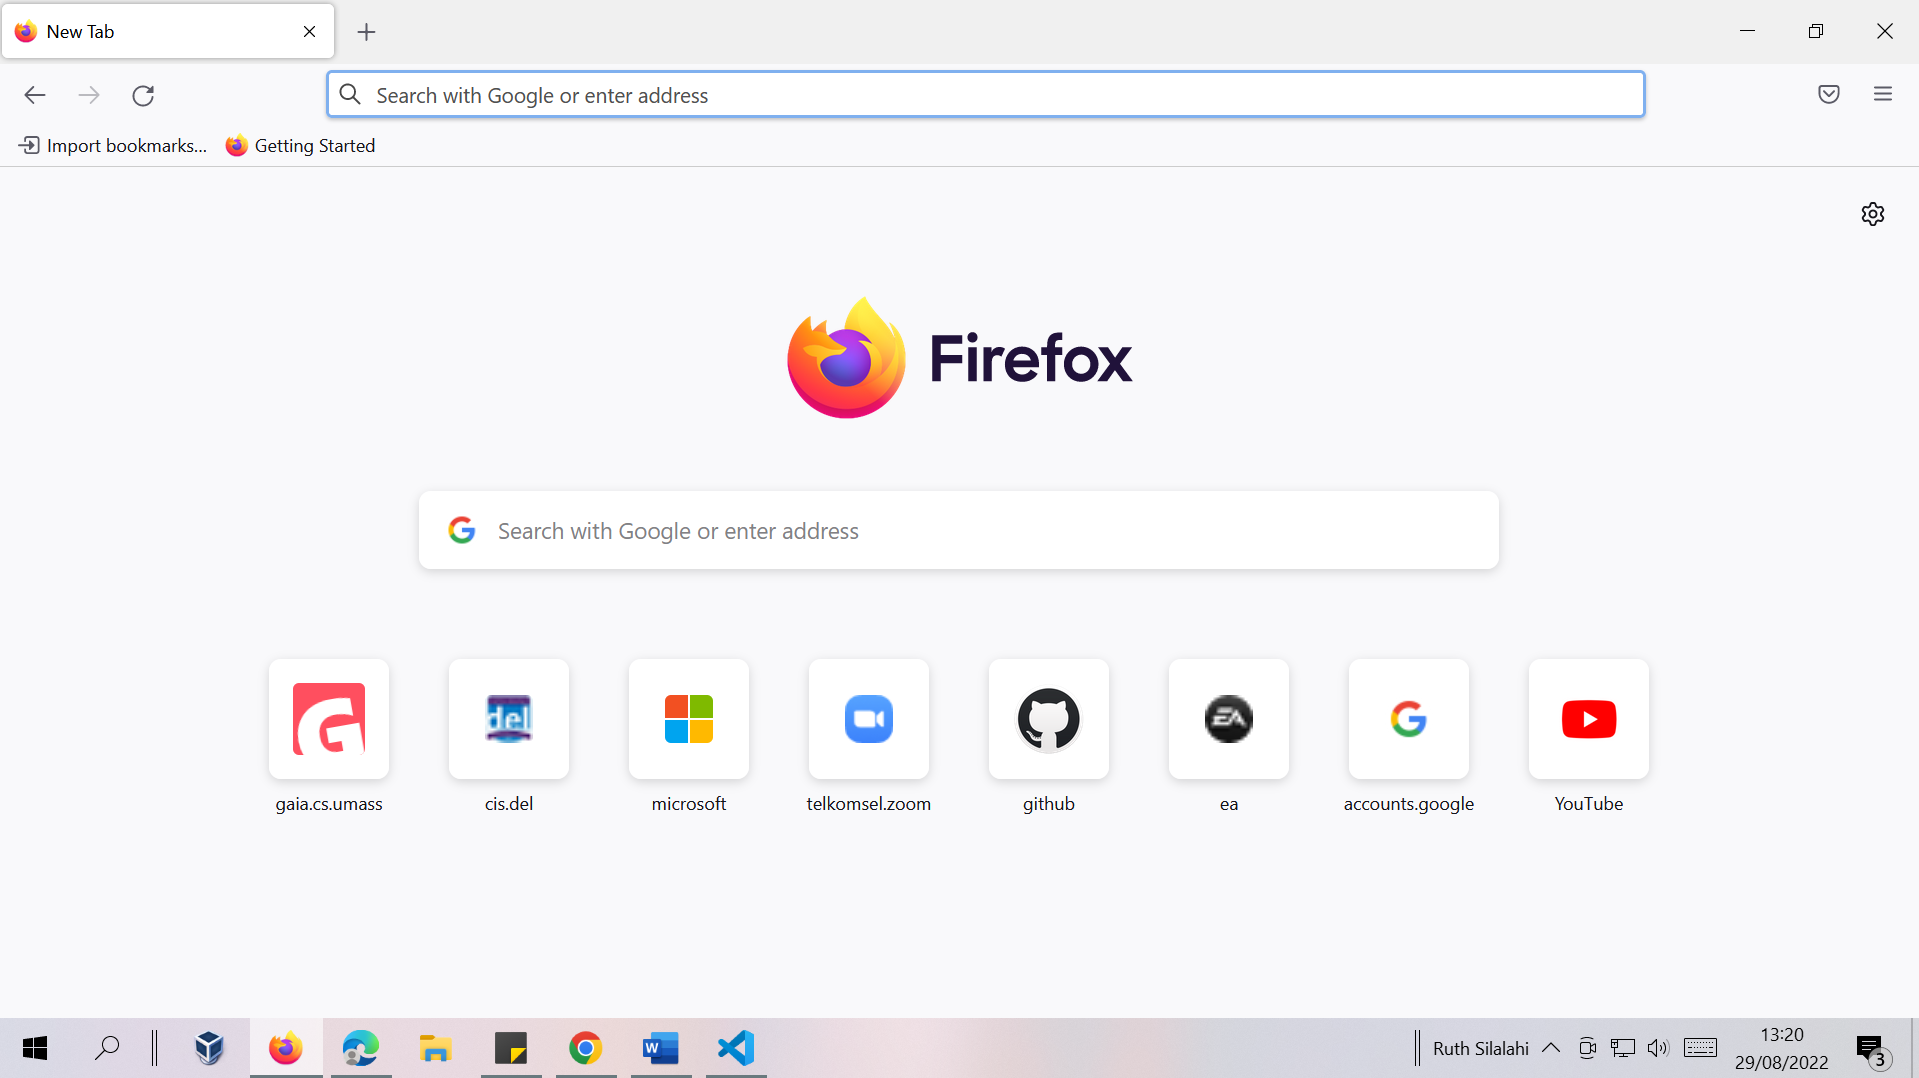 New Tab
Search with Google or enter address
Import bookmarks... Getting Started
Firefox
Search with Google or enter address
del
EA
gaia.cs.umass cis.del microsoft telkomsel.zoom github ea accounts.google YouTube
Ruth Silalahi
13:20
29/08/2022
3